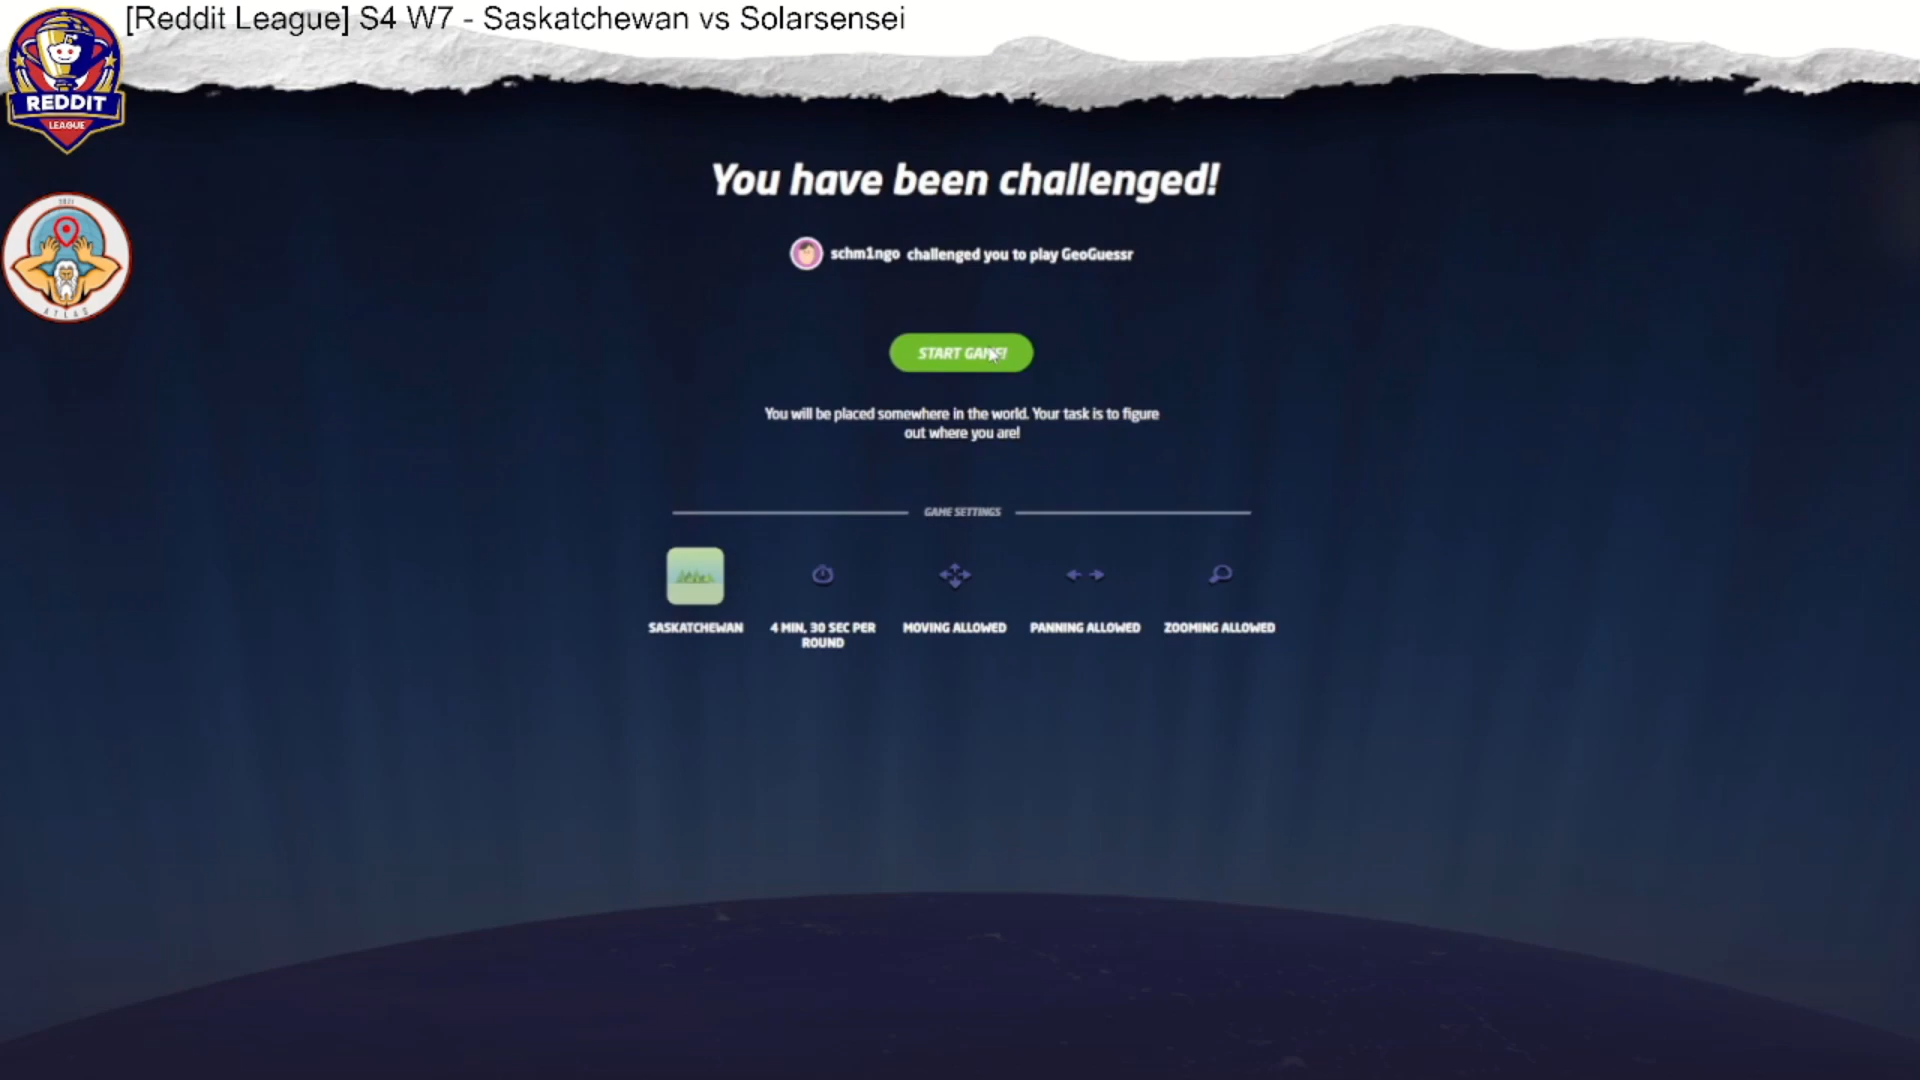 [Reddit League] S4 W7 - Saskatchewan vs Solarsensei
REDDIT
LEAGUE
2021
ATLAS
You have been challenged!
schm1ngo challenged you to play GeoGuessr
START GAME!
You will be placed somewhere in the world. Your task is to figure
out where you are!
GAME SETTINGS
SASKATCHEWAN
4 MIN, 30 SEC PER
ROUND
MOVING ALLOWED
PANNING ALLOWED
ZOOMING ALLOWED